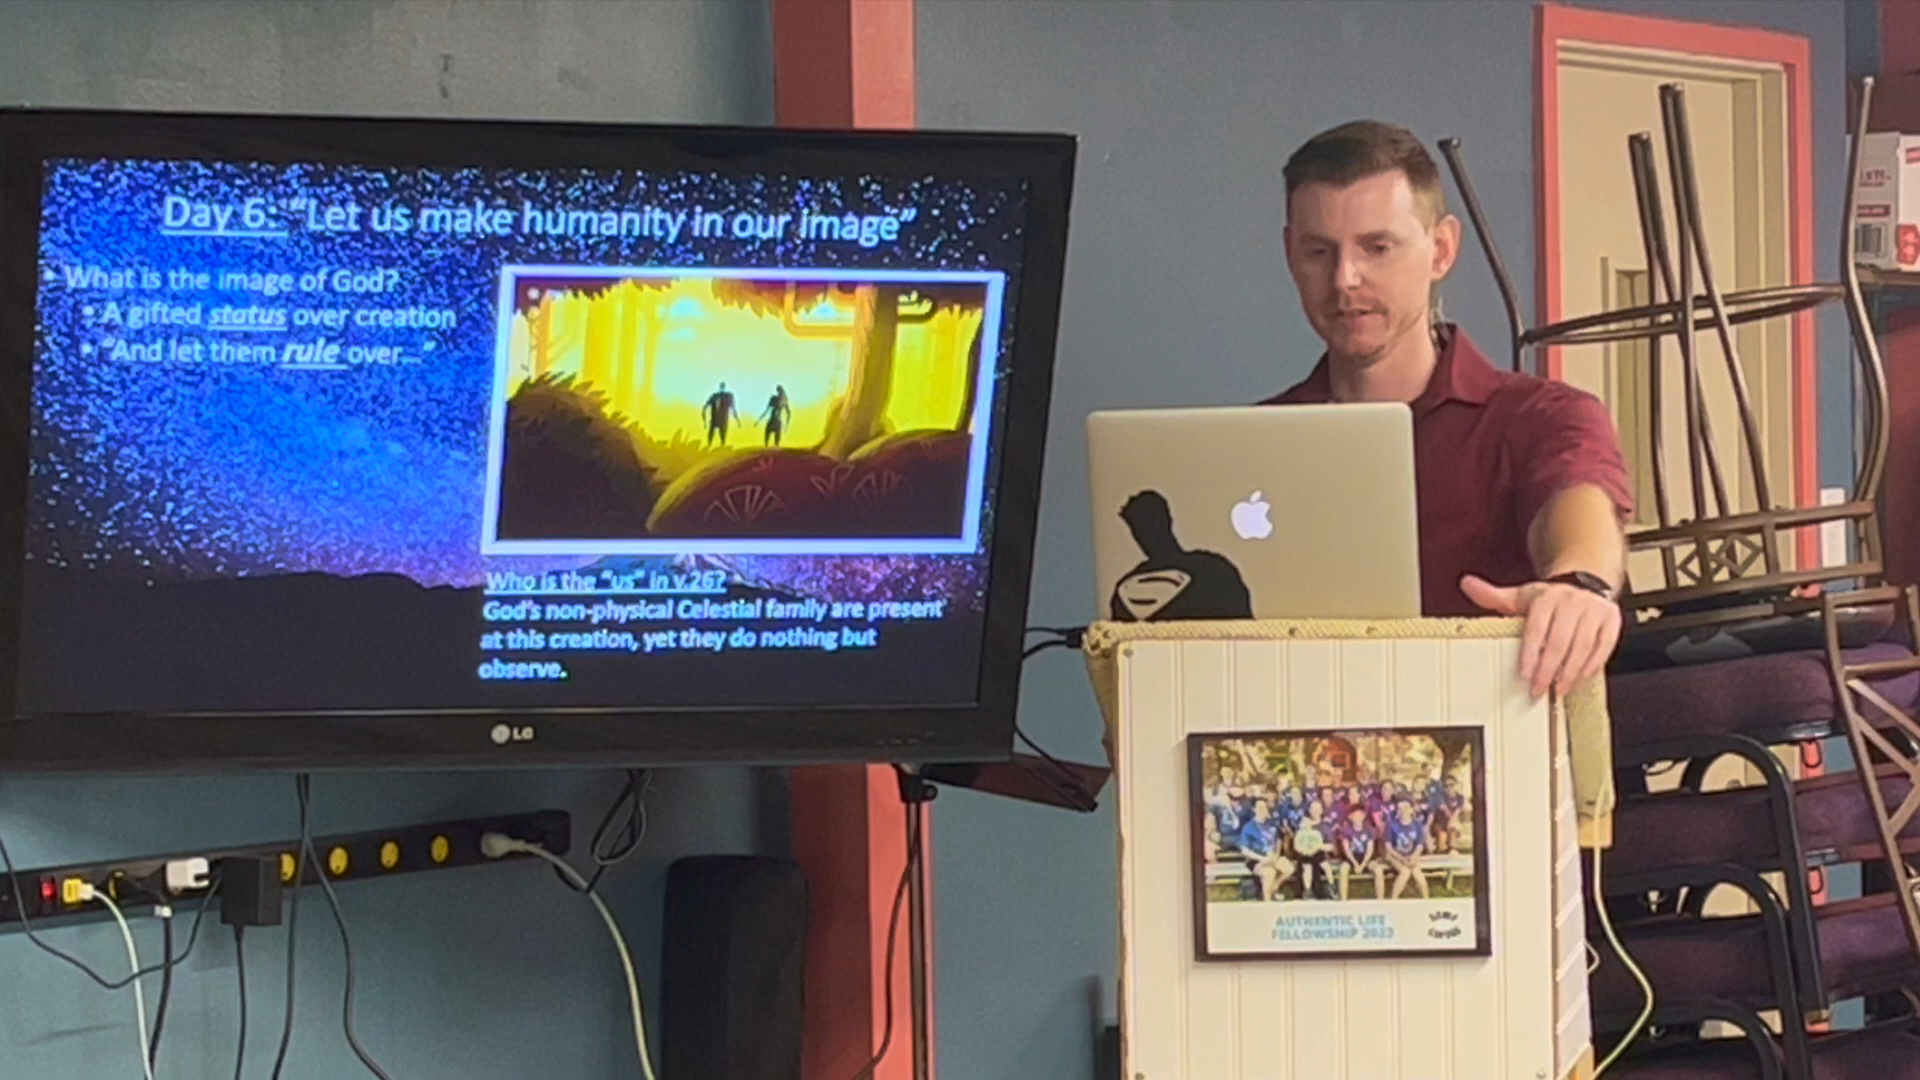 Day 6: “Let us make humanity in our image”
• What is the image of God?
• A gifted status over creation
• “And let them rule over…”
Who is the “us” in v.26?
God’s non-physical Celestial family are present
at this creation, yet they do nothing but
observe.
LG
AUTHENTIC LIFE
FELLOWSHIP 2023